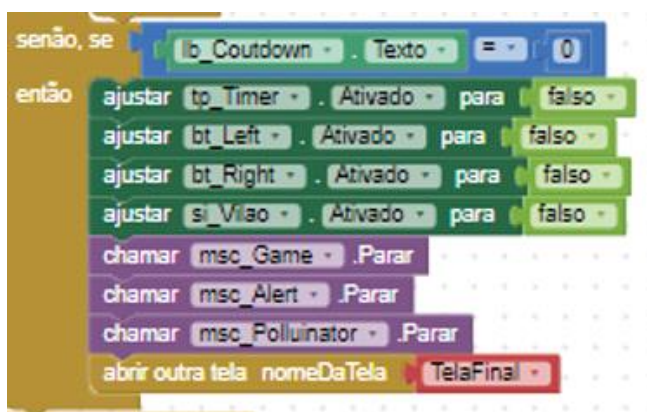 senão, se lb_Coutdown . Texto = 0
então ajustar tp_Timer . Ativado para falso
ajustar bt_Left . Ativado para falso
ajustar bt_Right . Ativado para falso
ajustar si_Vilao . Ativado para falso
chamar msc_Game .Parar
chamar msc_Alert .Parar
chamar msc_Polluinator .Parar
abrir outra tela nomeDaTela TelaFinal